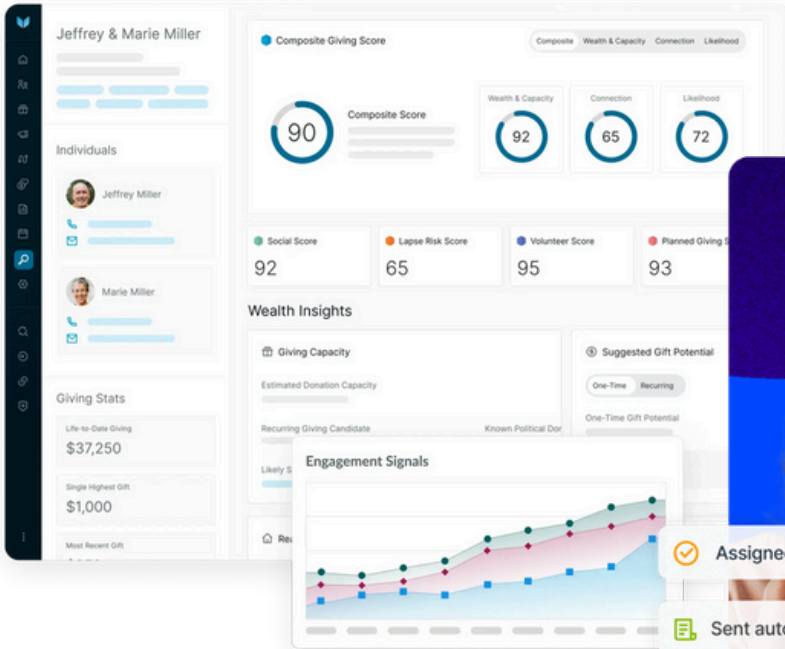 Jeffrey & Marie Miller
Individuals
Jeffrey Miller
Marie Miller
Giving Stats
Life-to-Date Giving
$37,250
Single Highest Gift
$1,000
Most Recent Gift
Composite Giving Score
Composite Wealth & Capacity Connection Likelihood
90
Composite Score
Wealth & Capacity
92
Connection
65
Likelihood
72
Social Score
92
Lapse Risk Score
65
Volunteer Score
95
Planned Giving S
93
Wealth Insights
Giving Capacity
Estimated Donation Capacity
Recurring Giving Candidate
Known Political Dor
Likely S
Suggested Gift Potential
One-Time Recurring
One-Time Gift Potential
Rea
Engagement Signals
Assigned
Sent auto